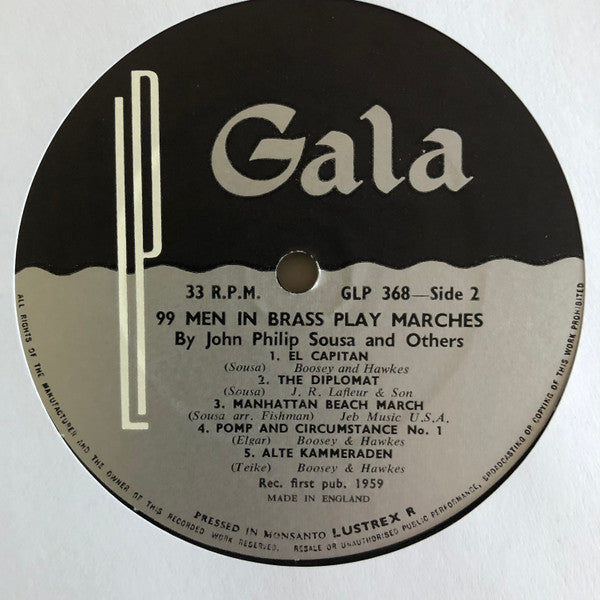 LP
Gala
33 R.P.M. GLP 368—Side 2
99 MEN IN BRASS PLAY MARCHES
By John Philip Sousa and Others
1. EL CAPITAN
(Sousa) Boosey and Hawkes
2. THE DIPLOMAT
(Sousa) J. R. Lafleur & Son
3. MANHATTAN BEACH MARCH
(Sousa arr. Fishman) Jeb Music U.S.A.
4. POMP AND CIRCUMSTANCE No. 1
(Elgar) Boosey & Hawkes
5. ALTE KAMMERADEN
(Teike) Boosey & Hawkes
Rec. first pub. 1959
MADE IN ENGLAND
PRESSED IN MONSANTO LUSTREX R
ALL RIGHTS OF THE MANUFACTURER AND THE OWNER OF THIS RECORDED WORK RESERVED. RESALE OR UNAUTHORISED PUBLIC PERFORMANCE, BROADCASTING OR COPYING OF THIS WORK PROHIBITED